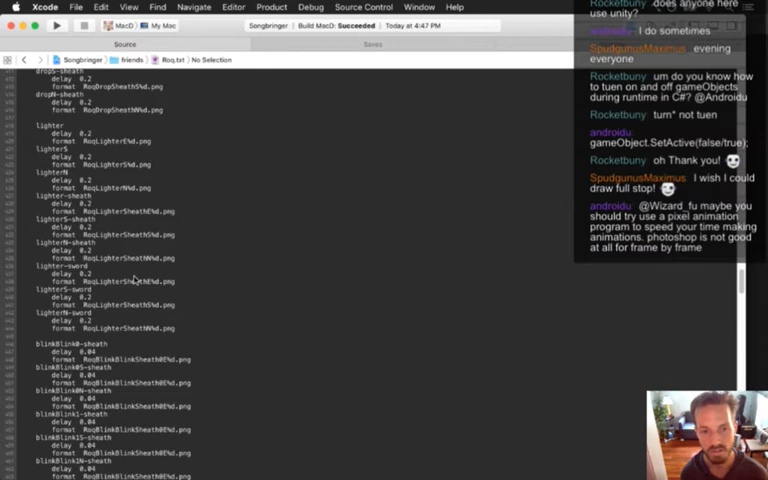 Xcode File Edit View Find Navigate Editor Product Debug Source Control Window Help
MacD My Mac Songbringer Build MacD: Succeeded Today at 4:47 PM
Source Saves
Songbringer friends Roq.txt No Selection
dropS-sheath
delay 0.2
format RoqDropSheathS%d.png
dropN-sheath
delay 0.2
format RoqDropSheathN%d.png
lighter
delay 0.2
format RoqLighterE%d.png
lighterS
delay 0.2
format RoqLighterS%d.png
lighterN
delay 0.2
format RoqLighterN%d.png
lighter-sheath
delay 0.2
format RoqLighterSheathE%d.png
lighterS-sheath
delay 0.2
format RoqLighterSheathS%d.png
lighterN-sheath
delay 0.2
format RoqLighterSheathN%d.png
lighter-sword
delay 0.2
format RoqLighterSheathE%d.png
lighterS-sword
delay 0.2
format RoqLighterSheathS%d.png
lighterN-sword
delay 0.2
format RoqLighterSheathN%d.png
blinkBlink0-sheath
delay 0.04
format RoqBlinkBlinkSheath0E%d.png
blinkBlink0S-sheath
delay 0.04
format RoqBlinkBlinkSheath0S%d.png
blinkBlink0N-sheath
delay 0.04
format RoqBlinkBlinkSheath0N%d.png
blinkBlink1-sheath
delay 0.04
format RoqBlinkBlinkSheath1E%d.png
blinkBlink1S-sheath
delay 0.04
format RoqBlinkBlinkSheath1S%d.png
blinkBlink1N-sheath
delay 0.04
format RoqBlinkBlinkSheath1N%d.png
Rocketbuny does anyone here
use unity?
androidu: I do sometimes
SpudgunusMaximus evening
everyone
Rocketbuny um do you know how
to turn on and off gameObjects
during runtime in C#? @Androidu
Rocketbuny turn* not tuen
androidu:
gameObject.SetActive(false/true);
Rocketbuny oh Thank you!
SpudgunusMaximus I wish I could
draw full stop!
androidu: @Wizard_fu maybe you
should try use a pixel animation
program to speed your time making
animations. photoshop is not good
at all for frame by frame